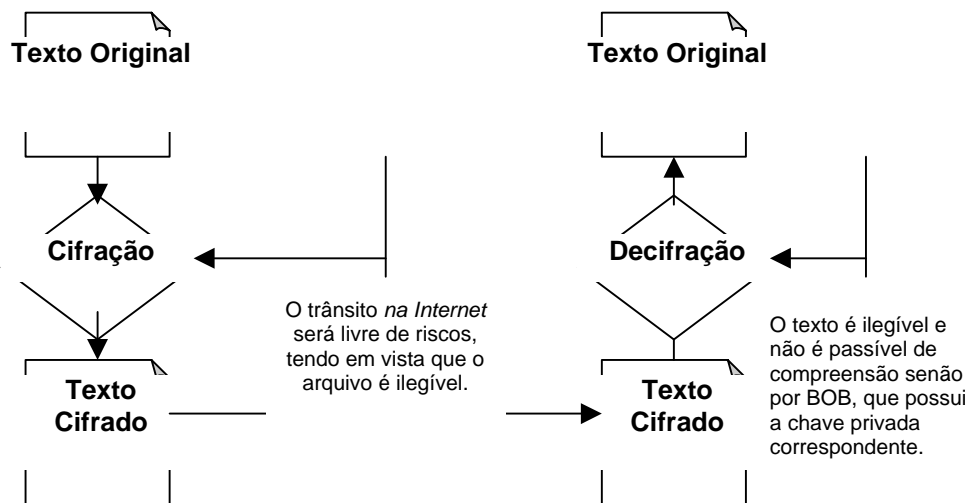 Texto Original
Cifração
O trânsito na Internet
será livre de riscos,
tendo em vista que o
arquivo é ilegível.
Texto
Cifrado
Texto Original
Decifração
O texto é ilegível e
não é passível de
compreensão senão
por BOB, que possui
a chave privada
correspondente.
Texto
Cifrado